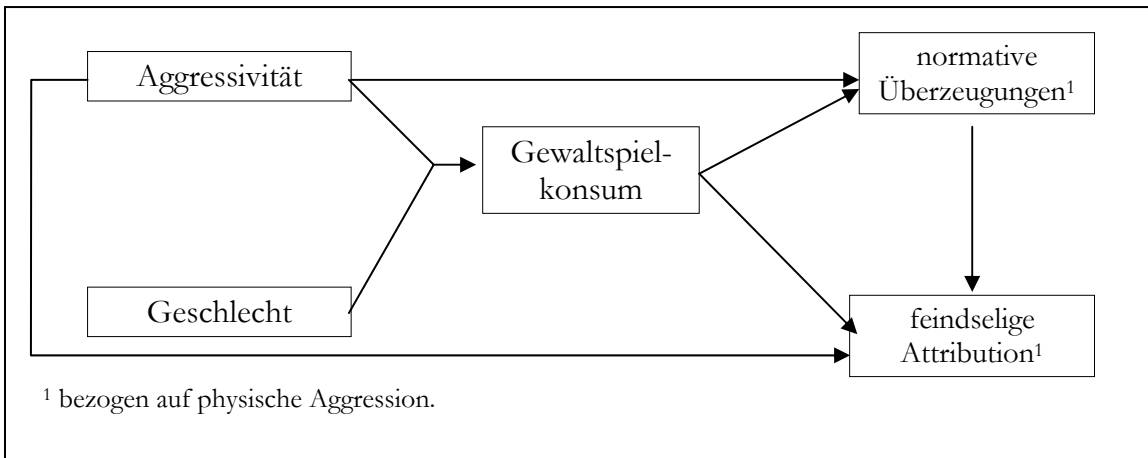 Aggressivität
normative
Überzeugungen¹
Gewaltspiel-
konsum
Geschlecht
feindselige
Attribution¹
¹ bezogen auf physische Aggression.